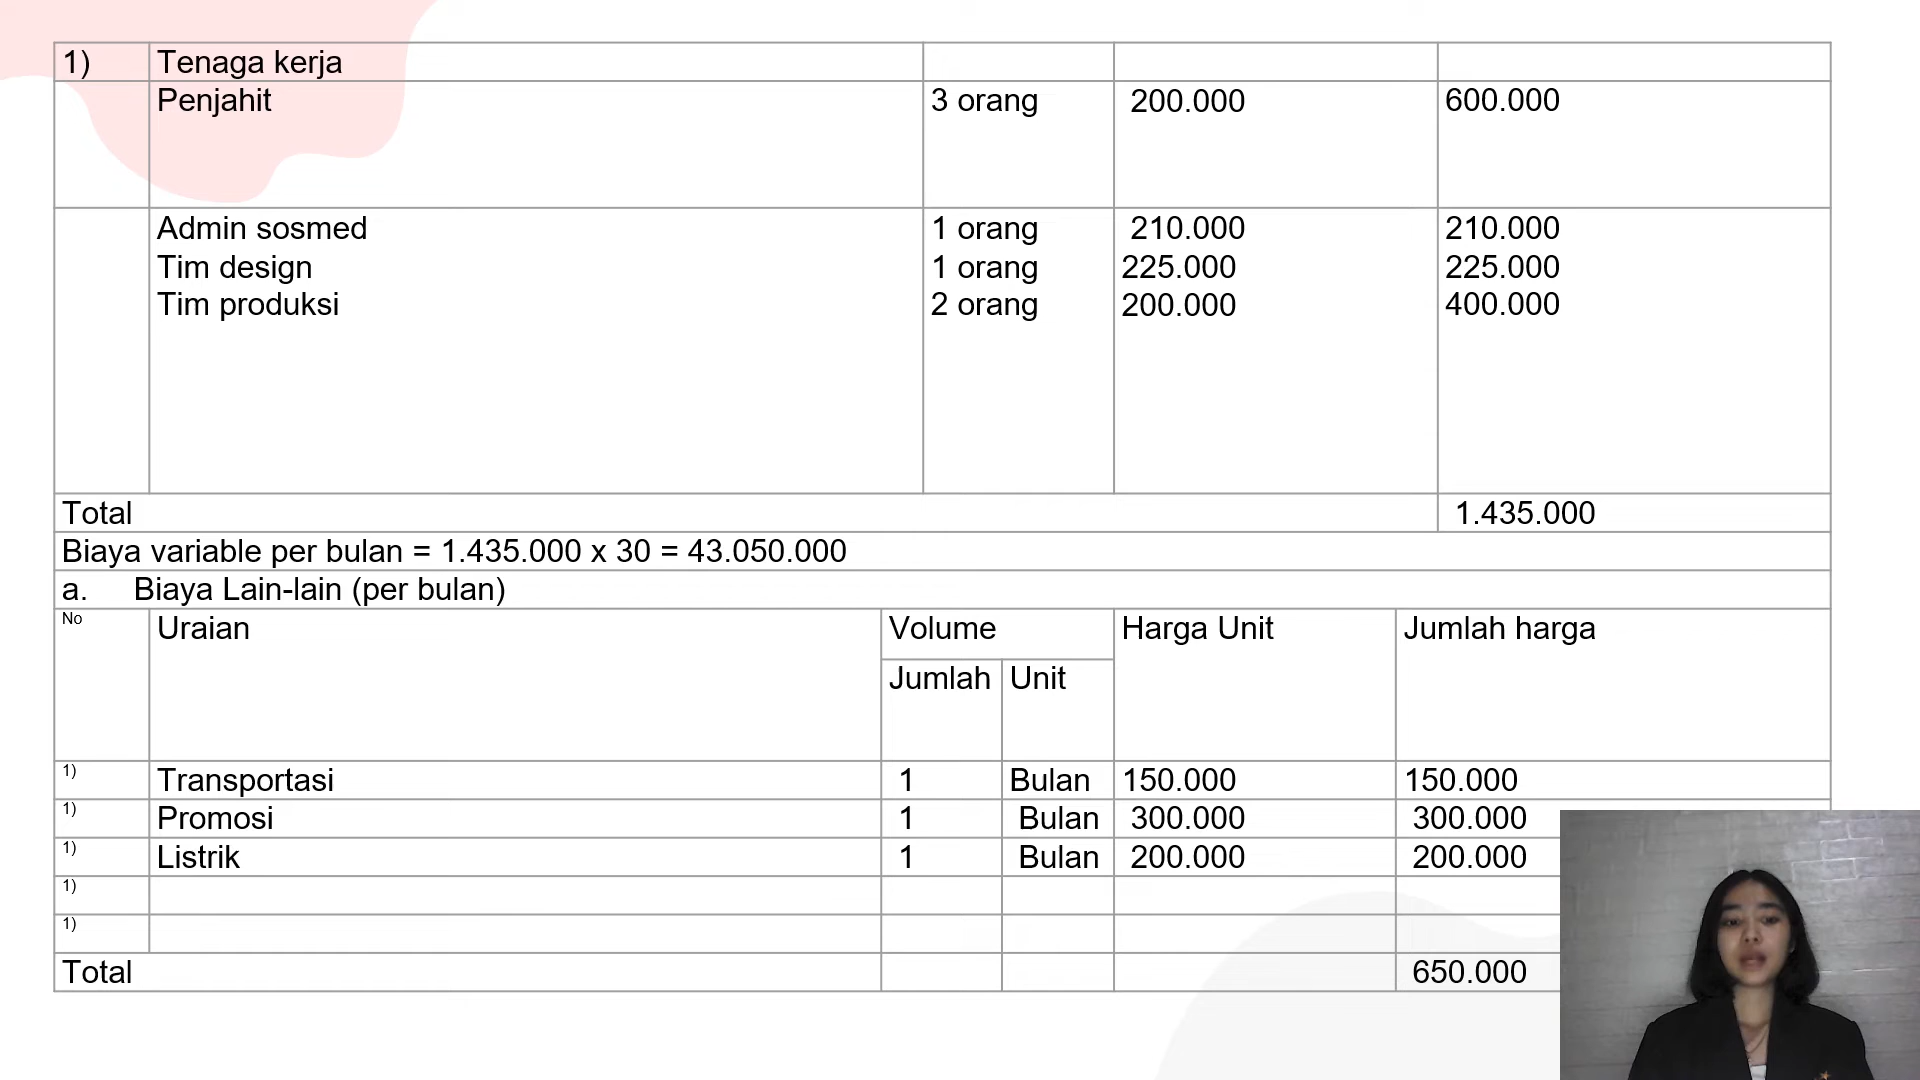 1) Tenaga kerja
Penjahit 3 orang 200.000 600.000
Admin sosmed 1 orang 210.000 210.000
Tim design 1 orang 225.000 225.000
Tim produksi 2 orang 200.000 400.000
Total 1.435.000
Biaya variable per bulan = 1.435.000 x 30 = 43.050.000
a. Biaya Lain-lain (per bulan)
No Uraian Volume Harga Unit Jumlah harga
Jumlah Unit
1) Transportasi 1 Bulan 150.000 150.000
1) Promosi 1 Bulan 300.000 300.000
1) Listrik 1 Bulan 200.000 200.000
1)
1)
Total 650.000